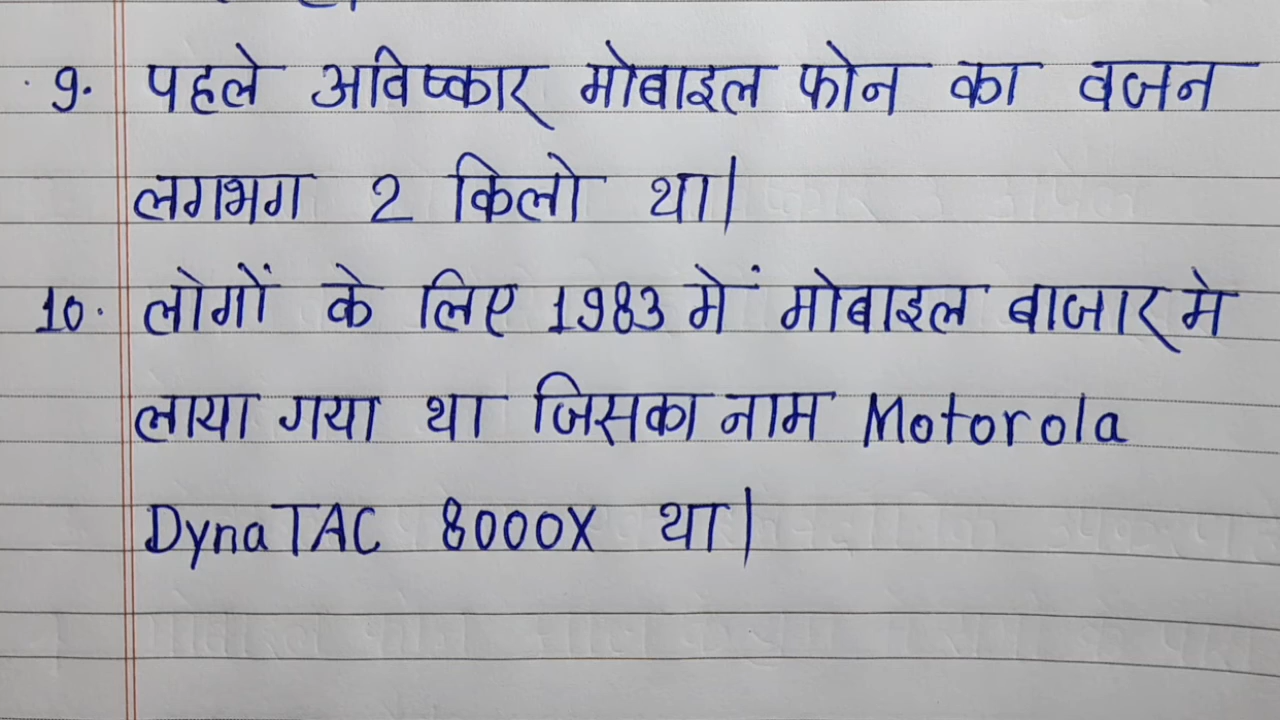 9. पहले अविष्कार मोबाइल फोन का वजन
लगभग 2 किलो था।
10. लोगों के लिए 1983 में मोबाइल बाजार मे
लाया गया था जिसका नाम Motorola
DynaTAC 8000X था।